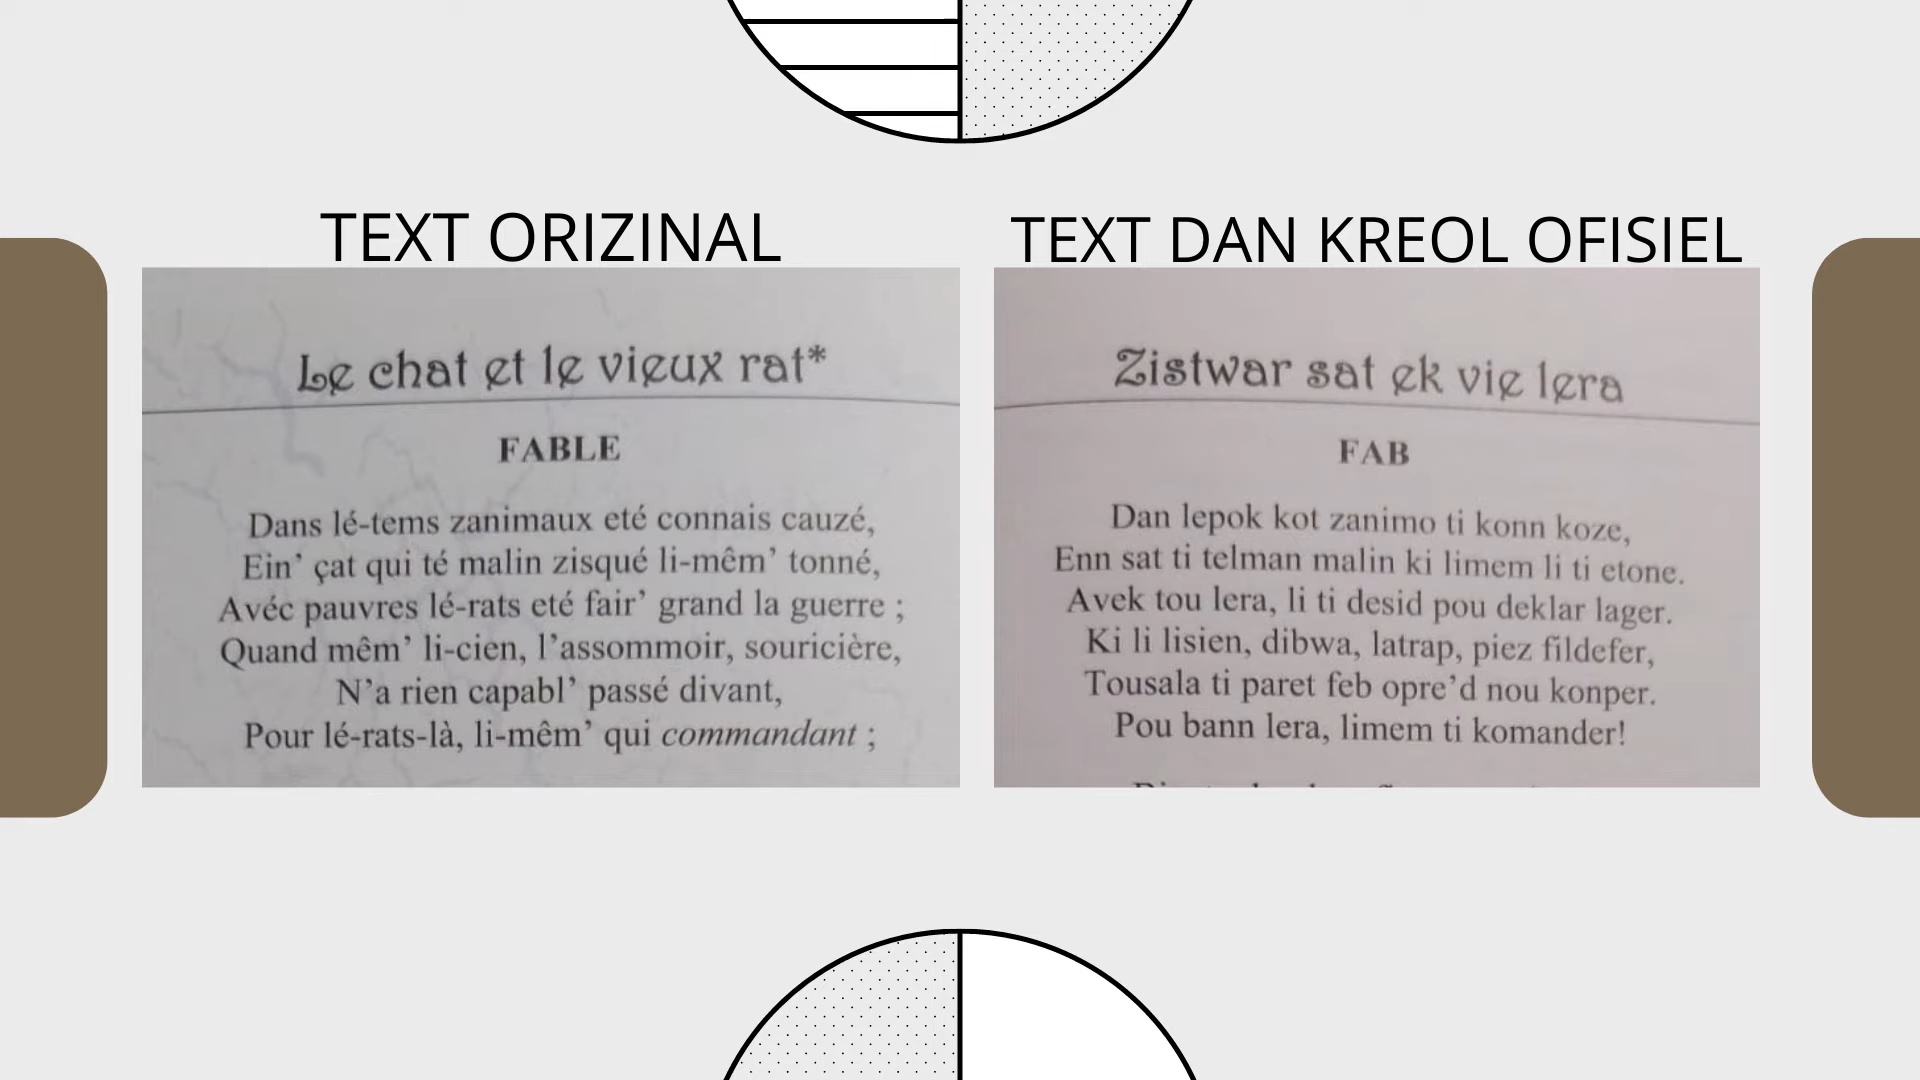 TEXT ORIZINAL
Le chat et le vieux rat*
FABLE
Dans lé-tems zanimaux eté connais cauzé,
Ein’ çat qui té malin zisqué li-mêm’ tonné,
Avéc pauvres lé-rats eté fair’ grand la guerre ;
Quand mêm’ li-cien, l’assommoir, souricière,
N’a rien capabl’ passé divant,
Pour lé-rats-là, li-mêm’ qui commandant ;
TEXT DAN KREOL OFISIEL
Zistwar sat ek vie lera
FAB
Dan lepok kot zanimo ti konn koze,
Enn sat ti telman malin ki limem li ti etone.
Avek tou lera, li ti desid pou deklar lager.
Ki li lisien, dibwa, latrap, piez fildefer,
Tousala ti paret feb opre’d nou konper.
Pou bann lera, limem ti komander!